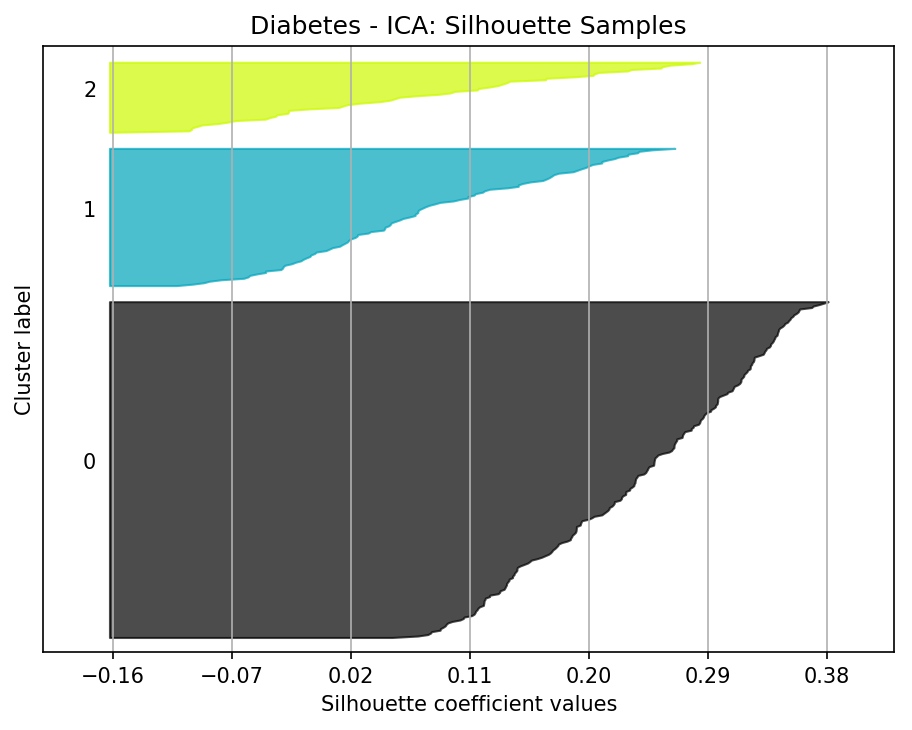 Diabetes - ICA: Silhouette Samples
2
1
0
Cluster label
−0.16 −0.07 0.02 0.11 0.20 0.29 0.38
Silhouette coefficient values